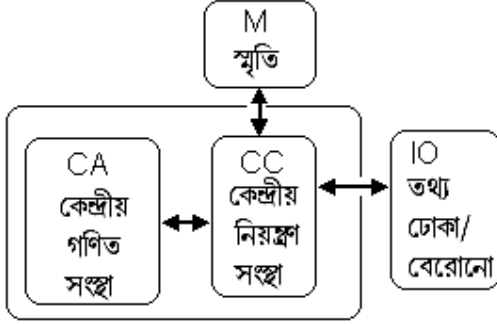 M
স্মৃতি
CA
কেন্দ্রীয়
গণিত
সংস্থা
CC
কেন্দ্রীয়
নিয়ন্ত্রণ
সংস্থা
IO
তথ্য
ঢোকা/
বেরোনো